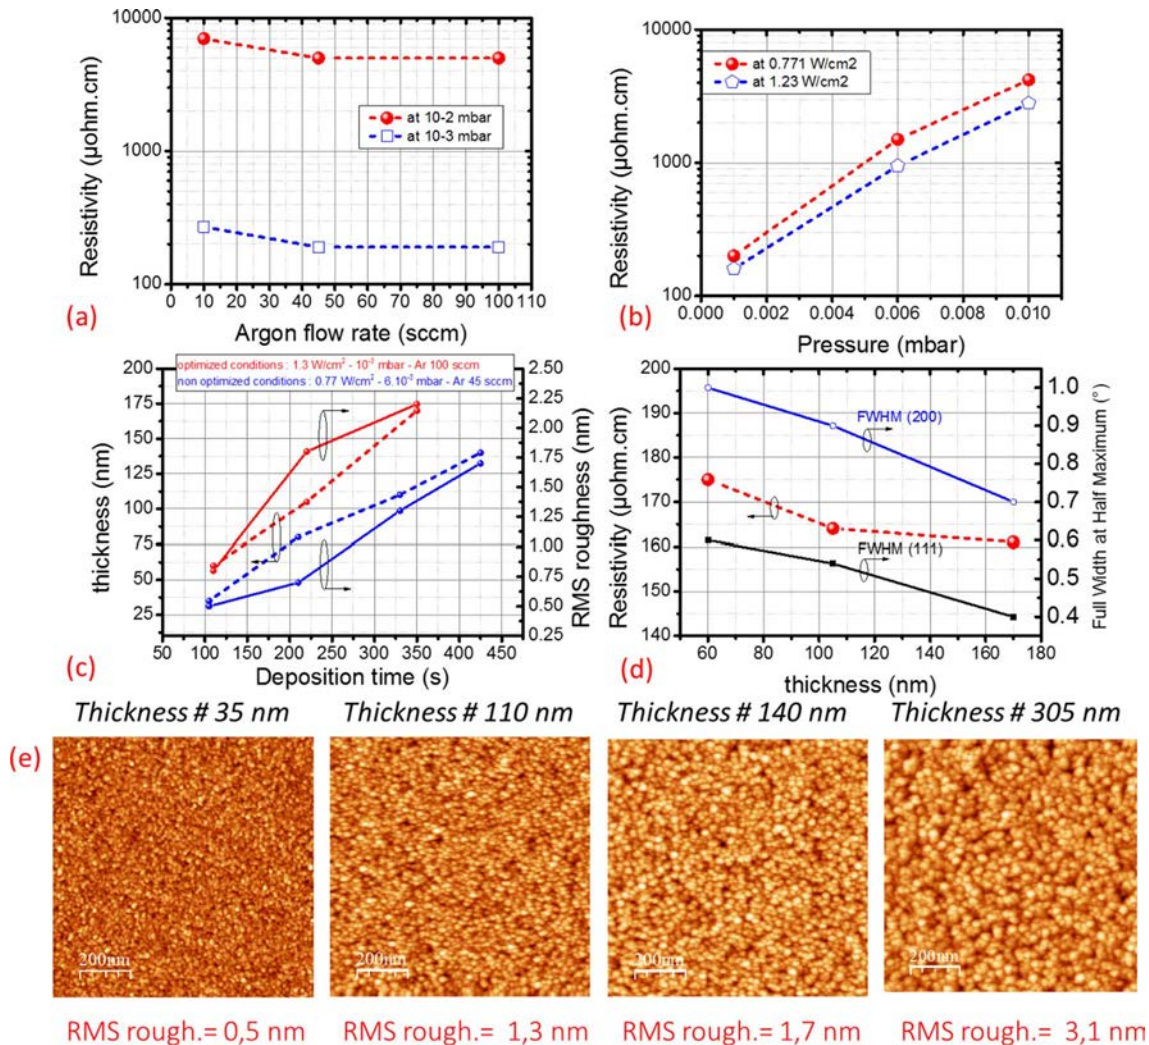 10000
1000
100
Resistivity (µohm.cm)
at 10-2 mbar
at 10-3 mbar
0 10 20 30 40 50 60 70 80 90 100 110
Argon flow rate (sccm)
(a)
10000
1000
100
Resistivity (µohm.cm)
at 0.771 W/cm2
at 1.23 W/cm2
0.000 0.002 0.004 0.006 0.008 0.010
Pressure (mbar)
(b)
optimized conditions : 1.3 W/cm² - 10⁻² mbar - Ar 100 sccm
non optimized conditions : 0.77 W/cm² - 6.10⁻² mbar - Ar 45 sccm
200
175
150
125
100
75
50
25
thickness (nm)
2.50
2.25
2.00
1.75
1.50
1.25
1.00
0.75
0.50
0.25
RMS roughness (nm)
50 100 150 200 250 300 350 400 450
Deposition time (s)
(c)
200
195
190
185
180
175
170
165
160
155
150
145
140
Resistivity (µohm.cm)
FWHM (200)
FWHM (111)
1.0
0.9
0.8
0.7
0.6
0.5
0.4
Full Width at Half Maximum (°)
60 80 100 120 140 160 180
thickness (nm)
(d)
Thickness # 35 nm
Thickness # 110 nm
Thickness # 140 nm
Thickness # 305 nm
(e)
200nm
200nm
200nm
200nm
RMS rough.= 0,5 nm
RMS rough.= 1,3 nm
RMS rough.= 1,7 nm
RMS rough.= 3,1 nm